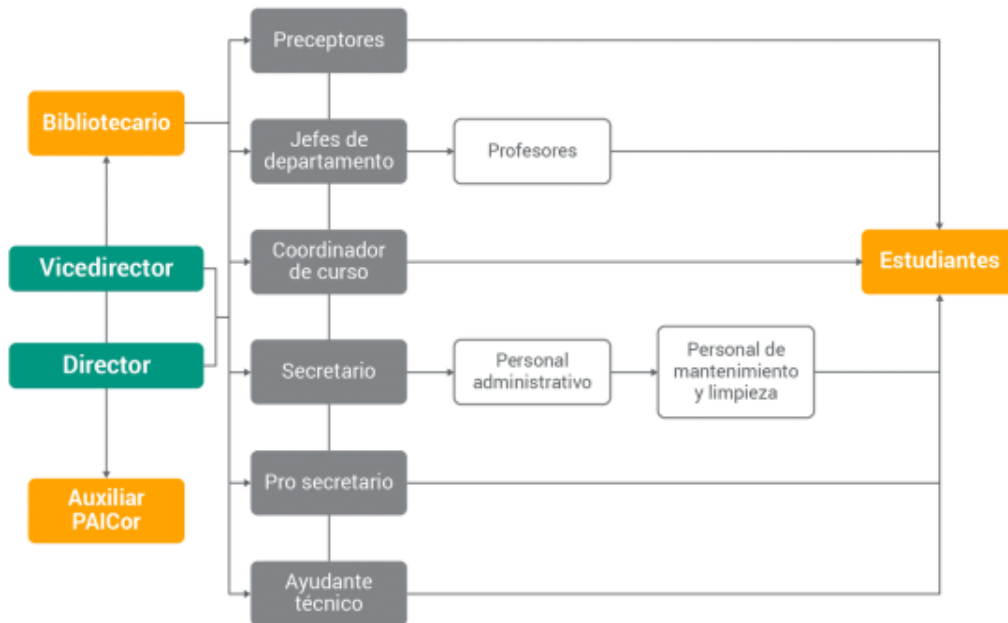 Preceptores
Bibliotecario
Jefes de
departamento
Profesores
Vicedirector
Coordinador
de curso
Estudiantes
Director
Secretario
Personal
administrativo
Personal de
mantenimiento
y limpieza
Auxiliar
PAICor
Pro secretario
Ayudante
técnico